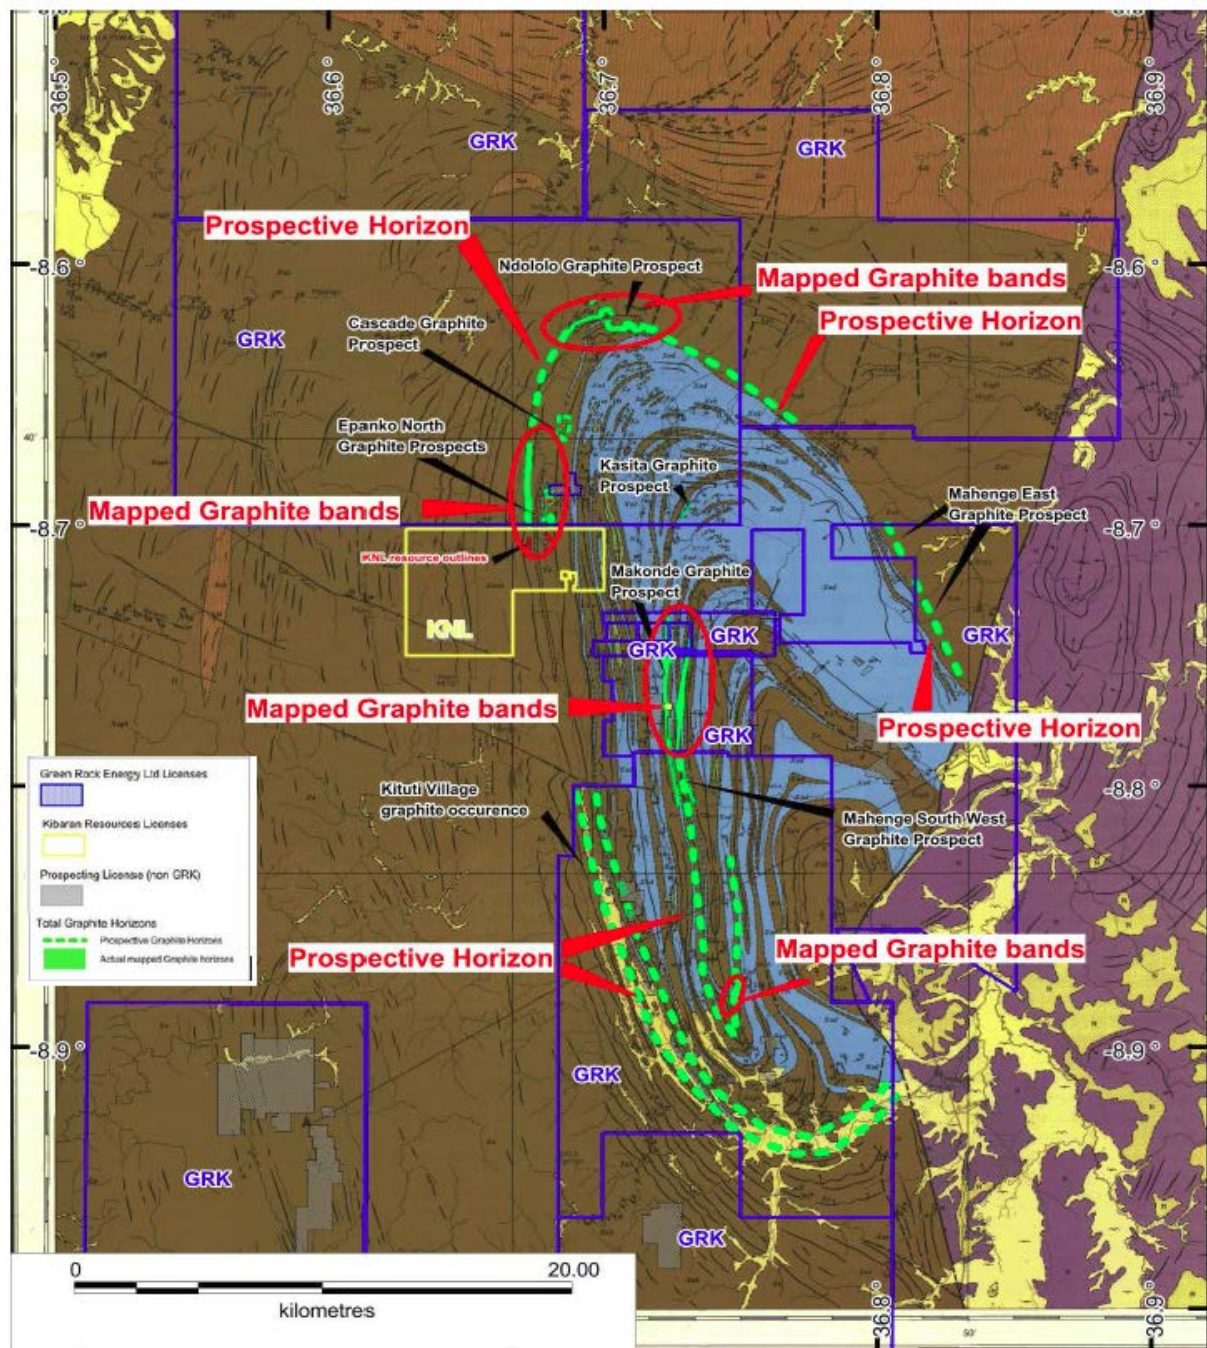 36.5 °
36.6 °
36.7 °
36.8 °
36.9 °
GRK
GRK
Prospective Horizon
-8.6 °
Ndololo Graphite Prospect
Mapped Graphite bands
-8.6 °
Cascade Graphite
Prospect
Prospective Horizon
GRK
Epanko North
Graphite Prospects
40'
Kasita Graphite
Prospect
Mapped Graphite bands
Mahenge East
Graphite Prospect
-8.7 °
-8.7 °
KNL resource outlines
Makonde Graphite
Prospect
KNL
GRK
GRK
GRK
Mapped Graphite bands
GRK
Prospective Horizon
Green Rock Energy Ltd Licenses
Kibaran Resources Licenses
Prospecting License (non GRK)
Total Graphite Horizons
Prospective Graphite Horizons
Actual mapped Graphite horizons
Kituti Village
graphite occurence
-8.8 °
Mahenge South West
Graphite Prospect
Prospective Horizon
Mapped Graphite bands
-8.9 °
-8.9 °
GRK
GRK
GRK
0
20.00
kilometres
36.8 °
36.9 °
50'